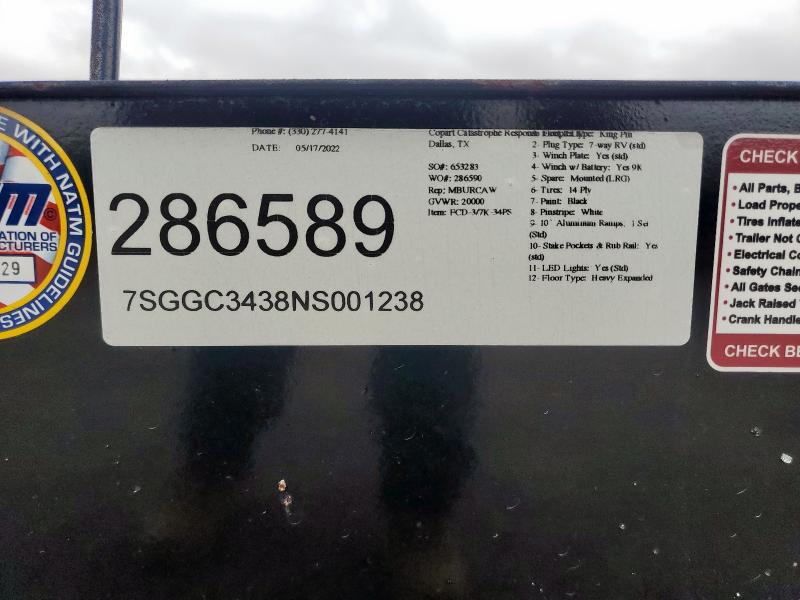 E WITH NATM GUIDELINES
M
ATION OF
CTURERS
29
Phone #: (330) 277-4141
DATE: 05/17/2022
286589
7SGGC3438NS001238
Copart Catastrophe Response
Dallas, TX
SO#: 653283
WO#: 286590
Rep: MBURCAW
GVWR: 20000
Item: FCD-3/7K-34PS
Type: King Pin
2- Plug Type: 7-way RV (std)
3- Winch Plate: Yes (std)
4- Winch w/ Battery: Yes 9K
5- Spare: Mounted (LRG)
6- Tires: 14 Ply
7- Paint: Black
8- Pinstripe: White
9- 10' Aluminum Ramps: 1 Set
(Std)
10- Stake Pockets & Rub Rail: Yes
(std)
11- LED Lights: Yes (Std)
12- Floor Type: Heavy Expanded
CHECK
• All Parts, B
• Load Prope
• Tires Inflate
• Trailer Not C
• Electrical Co
• Safety Chain
• All Gates Sec
• Jack Raised
• Crank Handle
CHECK BE